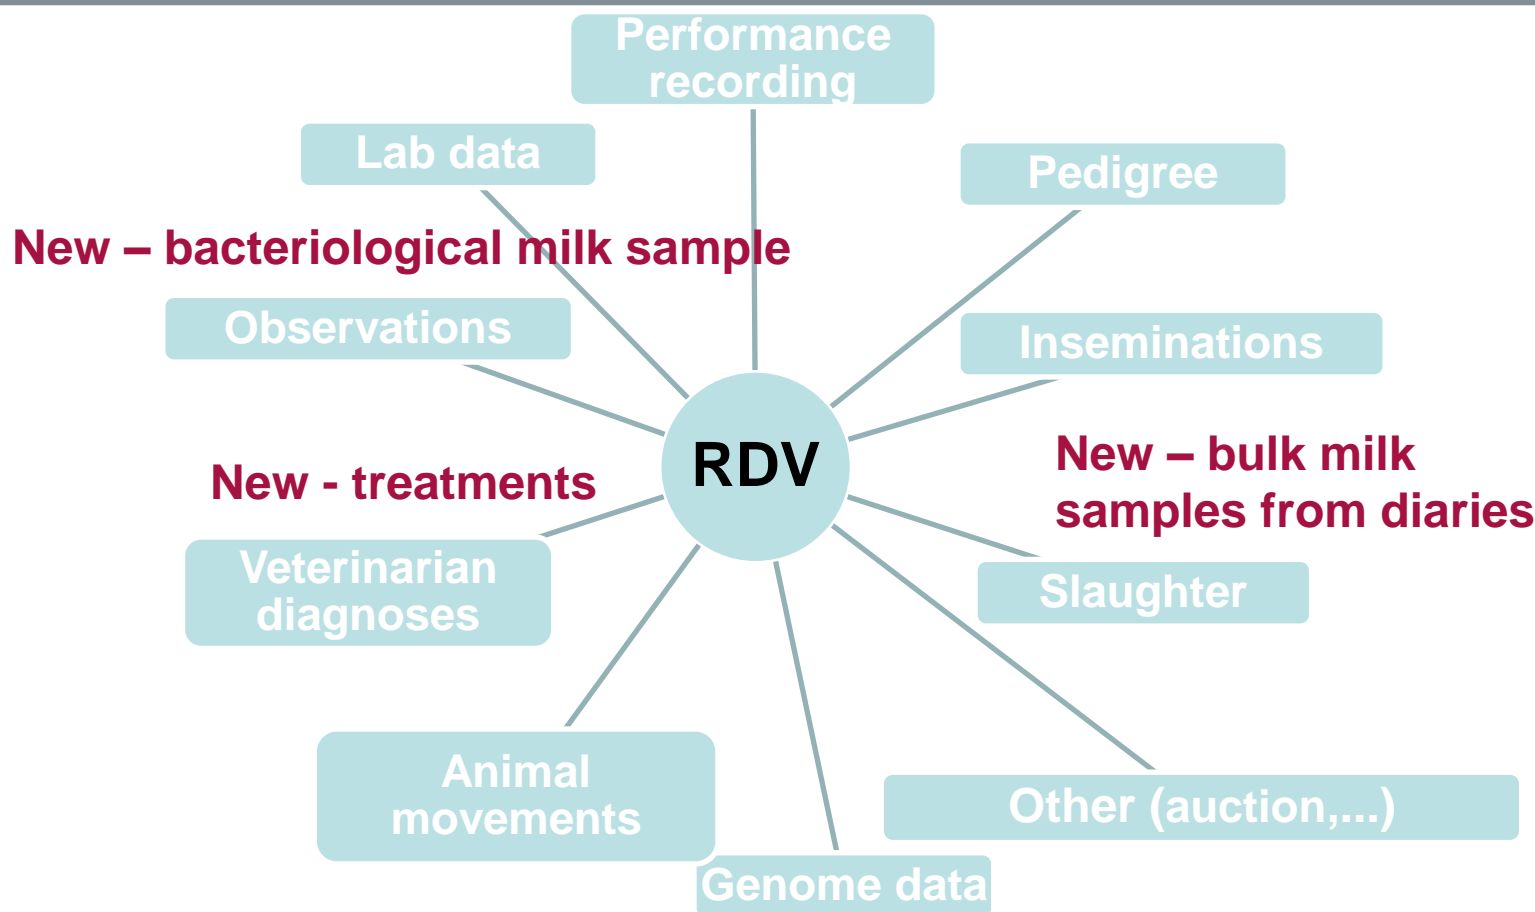 Performance
recording
Lab data
Pedigree
New – bacteriological milk sample
Observations
Inseminations
RDV
New – bulk milk
samples from diaries
New - treatments
Veterinarian
diagnoses
Slaughter
Animal
movements
Other (auction,...)
Genome data